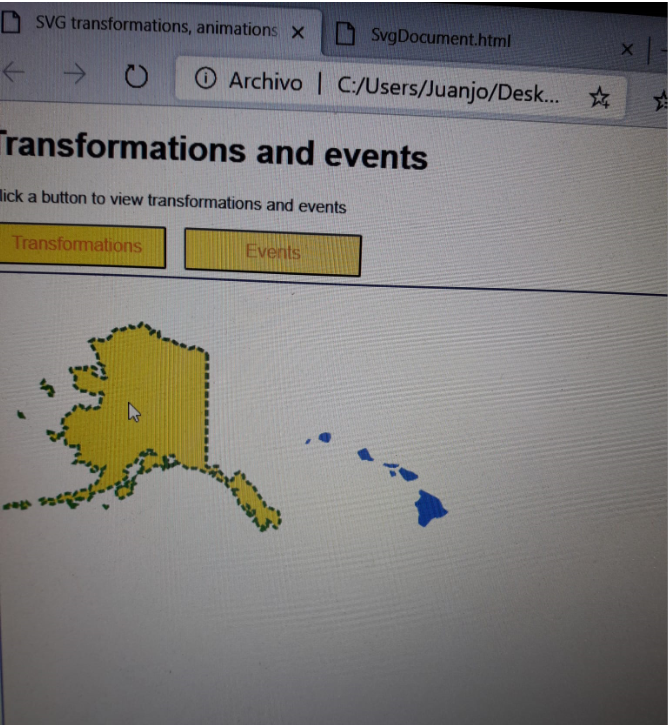 SVG transformations, animations
SvgDocument.html
Archivo | C:/Users/Juanjo/Desk...
Transformations and events
lick a button to view transformations and events
Transformations
Events